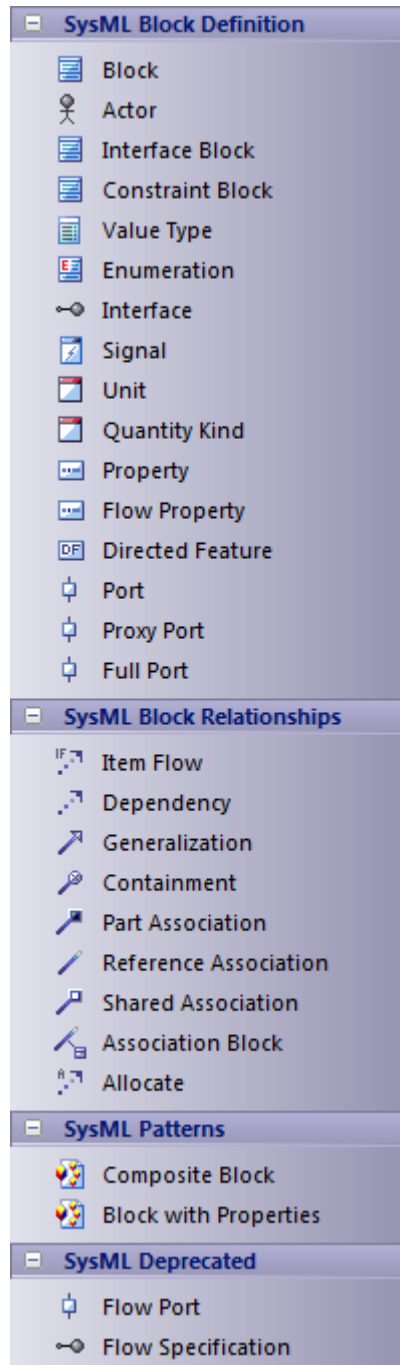 SysML Block Definition
Block
Actor
Interface Block
Constraint Block
Value Type
Enumeration
Interface
Signal
Unit
Quantity Kind
Property
Flow Property
DF Directed Feature
Port
Proxy Port
Full Port
SysML Block Relationships
IF Item Flow
Dependency
Generalization
Containment
Part Association
Reference Association
Shared Association
Association Block
A Allocate
SysML Patterns
Composite Block
Block with Properties
SysML Deprecated
Flow Port
Flow Specification